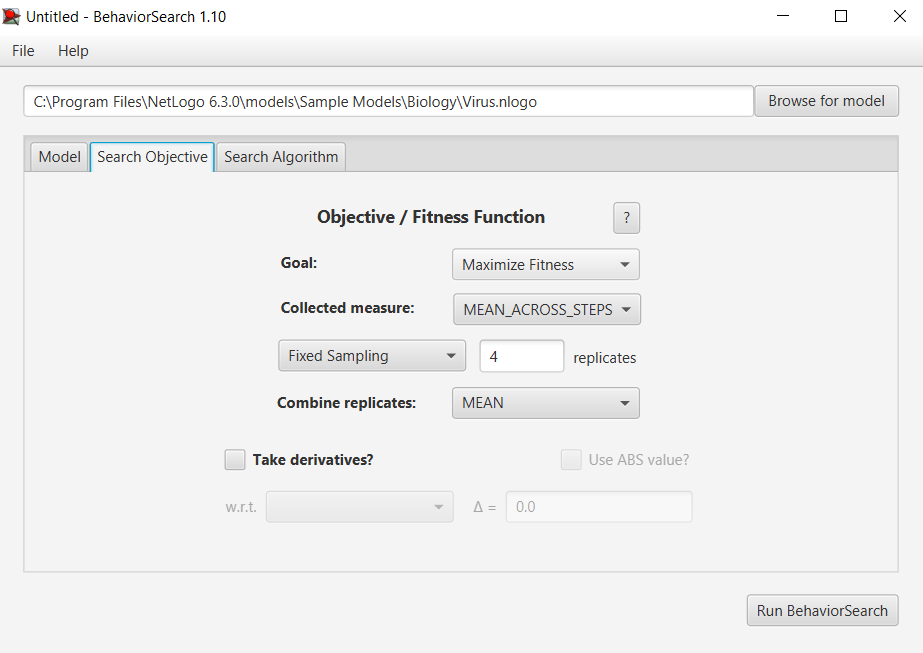 Untitled - BehaviorSearch 1.10
File Help
C:\Program Files\NetLogo 6.3.0\models\Sample Models\Biology\Virus.nlogo Browse for model
Model Search Objective Search Algorithm
Objective / Fitness Function ?
Goal: Maximize Fitness
Collected measure: MEAN_ACROSS_STEPS
Fixed Sampling 4 replicates
Combine replicates: MEAN
Take derivatives? Use ABS value?
w.r.t. Δ = 0.0
Run BehaviorSearch